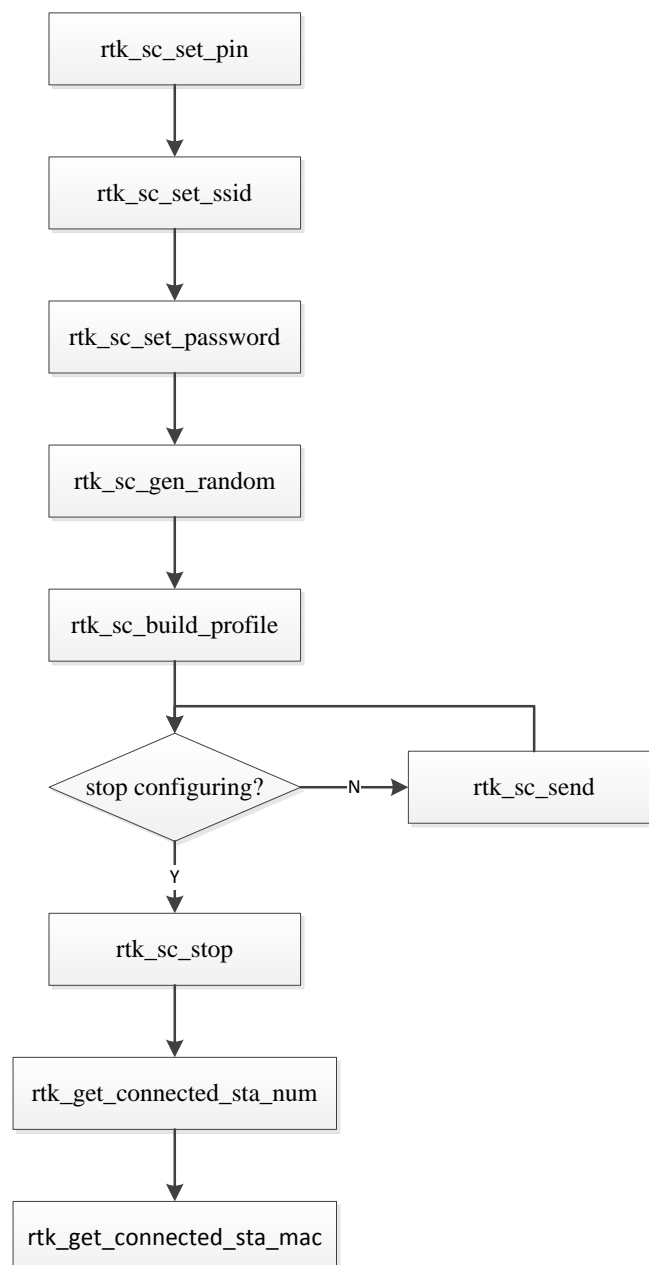 rtk_sc_set_pin
rtk_sc_set_ssid
rtk_sc_set_password
rtk_sc_gen_random
rtk_sc_build_profile
stop configuring?
N
rtk_sc_send
Y
rtk_sc_stop
rtk_get_connected_sta_num
rtk_get_connected_sta_mac